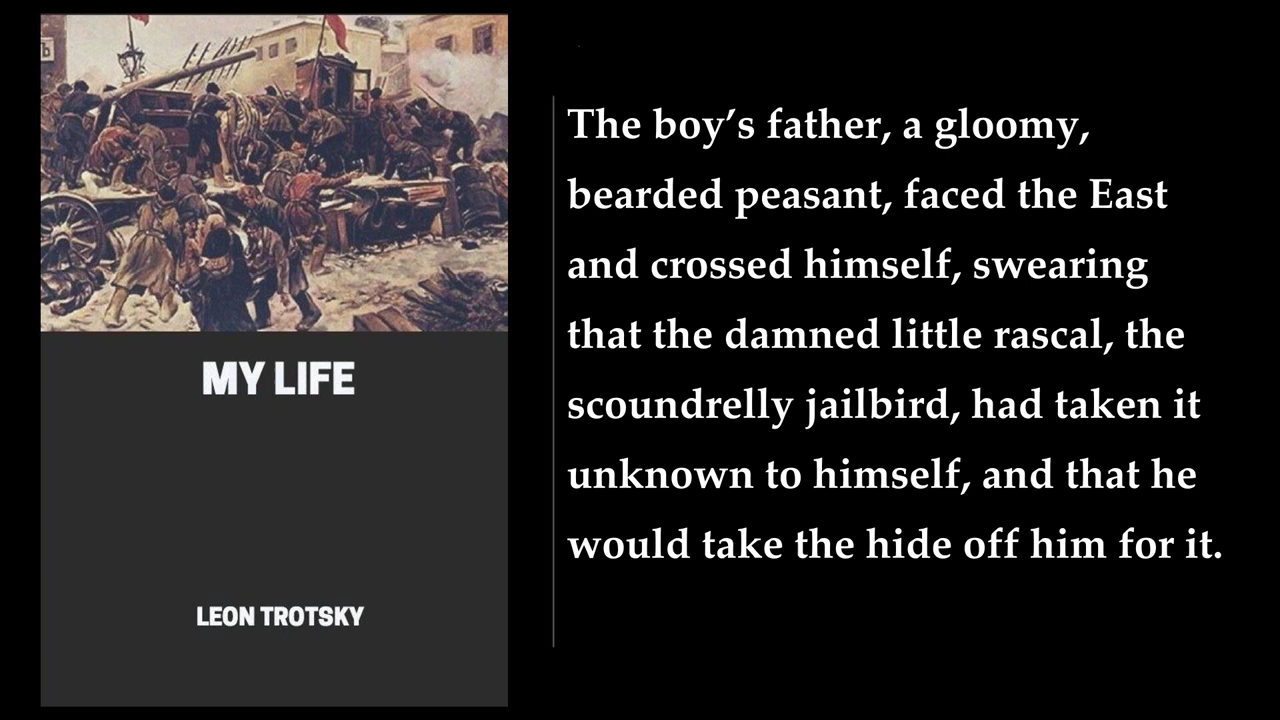 MY LIFE
LEON TROTSKY
The boy’s father, a gloomy,
bearded peasant, faced the East
and crossed himself, swearing
that the damned little rascal, the
scoundrelly jailbird, had taken it
unknown to himself, and that he
would take the hide off him for it.